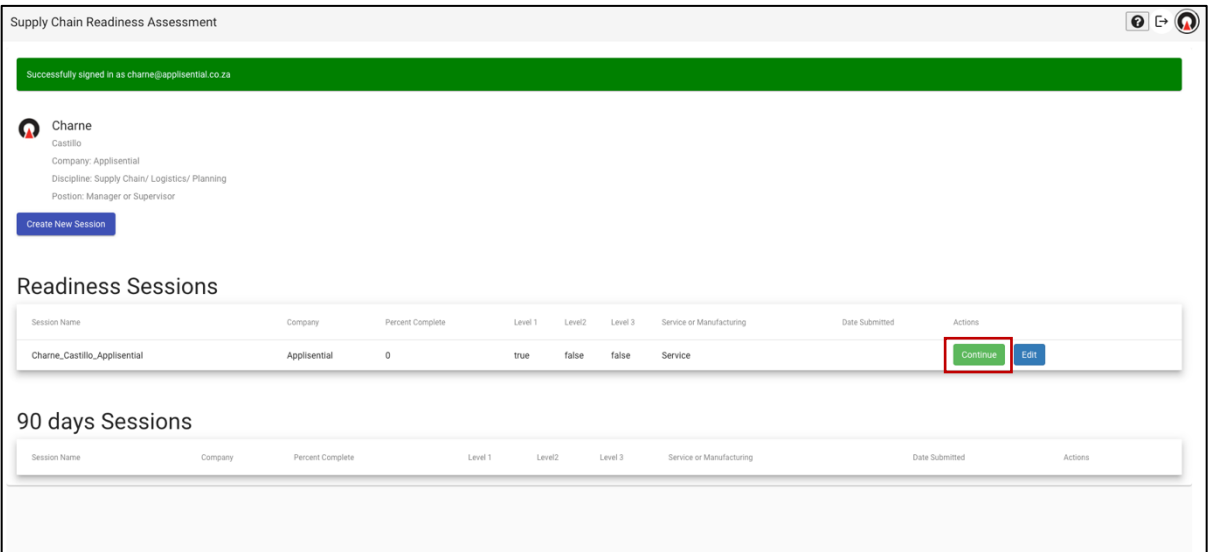 Supply Chain Readiness Assessment
?
Successfully signed in as charne@applisential.co.za
Charne
Castillo
Company: Applisential
Discipline: Supply Chain/ Logistics/ Planning
Postion: Manager or Supervisor
Create New Session
Readiness Sessions
Session Name Company Percent Complete Level 1 Level2 Level 3 Service or Manufacturing Date Submitted Actions
Charne_Castillo_Applisential Applisential 0 true false false Service Continue Edit
90 days Sessions
Session Name Company Percent Complete Level 1 Level2 Level 3 Service or Manufacturing Date Submitted Actions